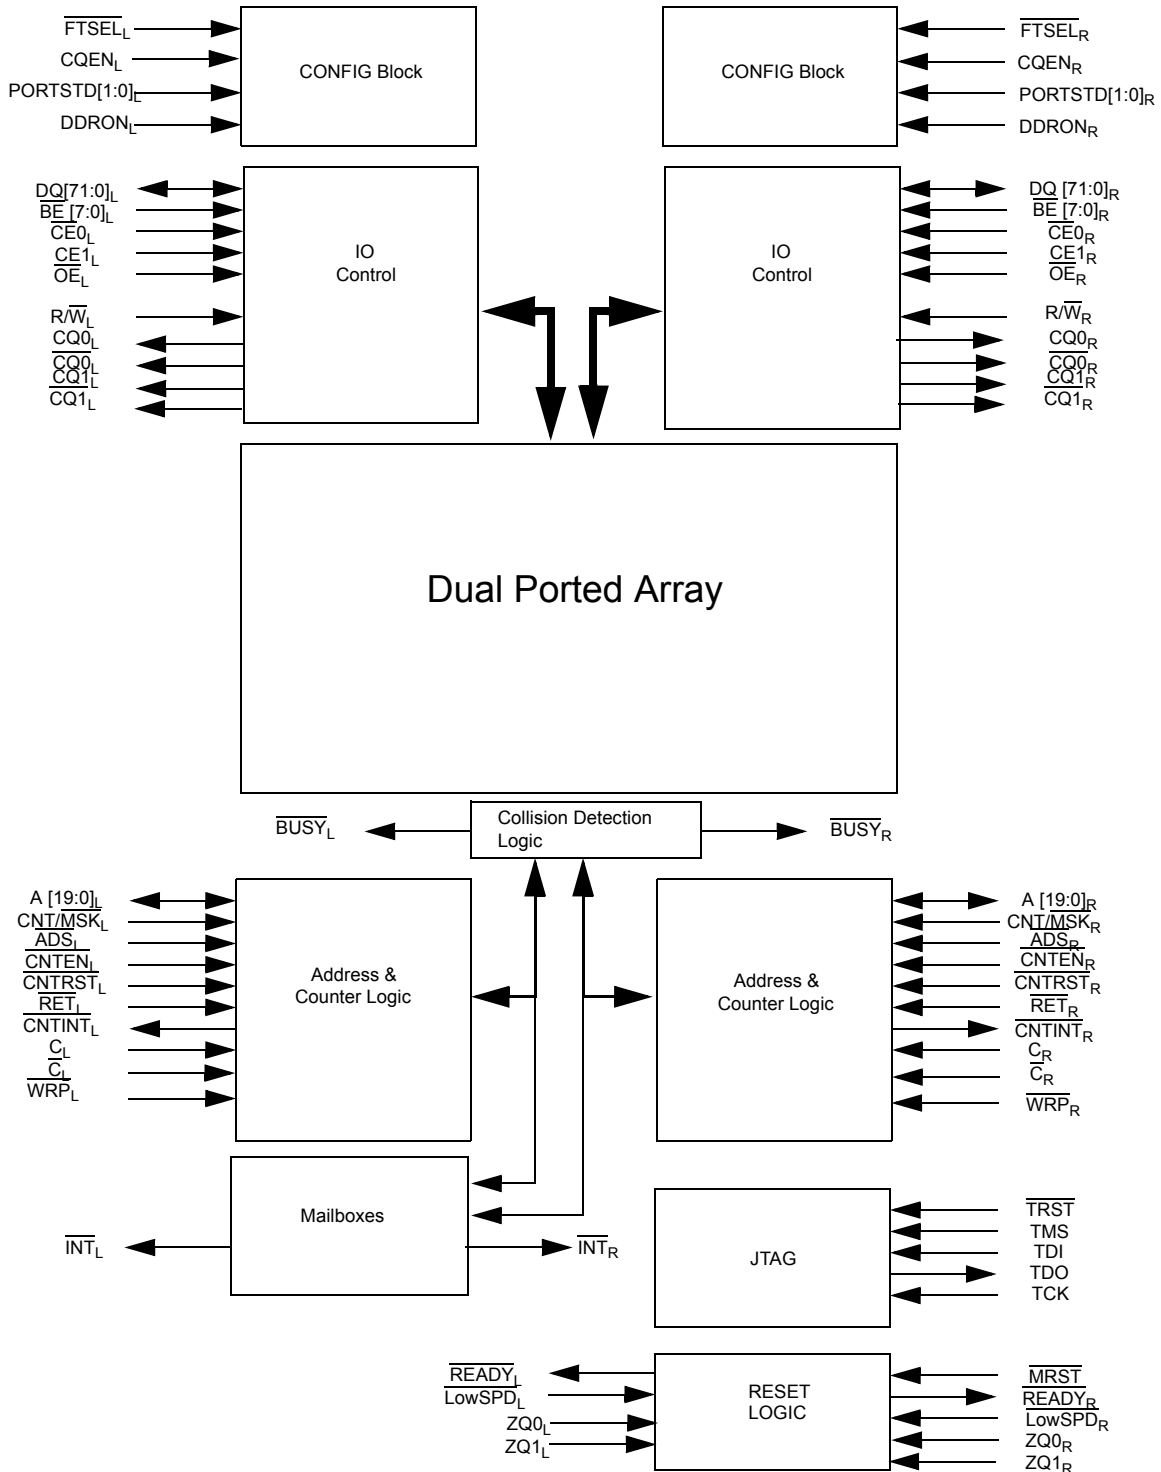 FTSEL_L
CQEN_L
PORTSTD[1:0]_L
DDRON_L
CONFIG Block
CONFIG Block
FTSEL_R
CQEN_R
PORTSTD[1:0]_R
DDRON_R
DQ[71:0]_L
BE [7:0]_L
CE0_L
CE1_L
OE_L
R/W_L
CQ0_L
CQ0_L
CQ1_L
CQ1_L
IO
Control
IO
Control
DQ [71:0]_R
BE [7:0]_R
CE0_R
CE1_R
OE_R
R/W_R
CQ0_R
CQ0_R
CQ1_R
CQ1_R
Dual Ported Array
BUSY_L
Collision Detection
Logic
BUSY_R
A [19:0]_L
CNT/MSK_L
ADS_L
CNTEN_L
CNTRST_L
RET_L
CNTINT_L
C_L
C_L
WRP_L
Address &
Counter Logic
Address &
Counter Logic
A [19:0]_R
CNT/MSK_R
ADS_R
CNTEN_R
CNTRST_R
RET_R
CNTINT_R
C_R
C_R
WRP_R
Mailboxes
INT_L
INT_R
JTAG
TRST
TMS
TDI
TDO
TCK
READY_L
LowSPD_L
ZQ0_L
ZQ1_L
RESET
LOGIC
MRST
READY_R
LowSPD_R
ZQ0_R
ZQ1_R